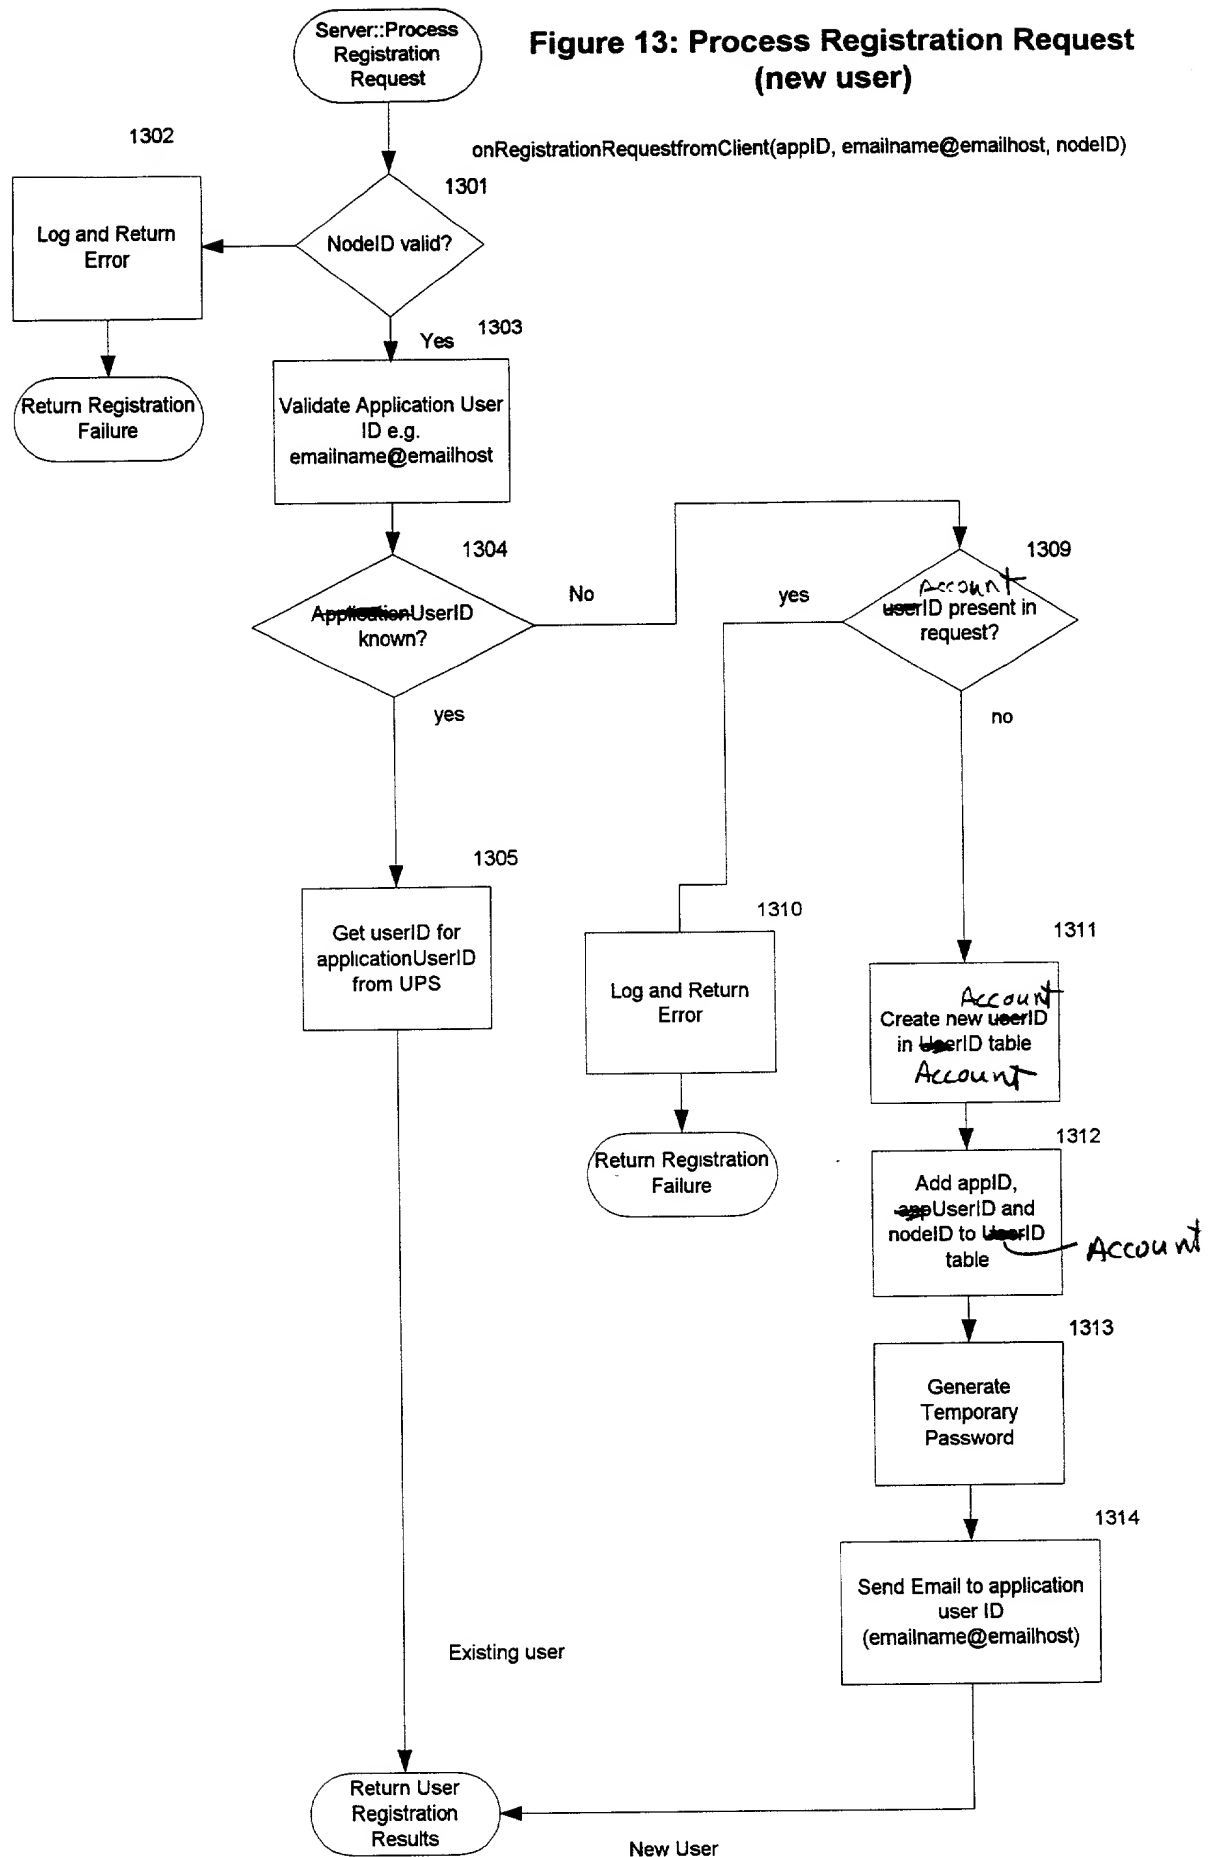 Server::Process
Registration
Request
Figure 13: Process Registration Request
(new user)
onRegistrationRequestfromClient(appID, emailname@emailhost, nodeID)
1302
1301
Log and Return
Error
NodeID valid?
Yes
1303
Return Registration
Failure
Validate Application User
ID e.g.
emailname@emailhost
1304
1309
No
yes
Account
ApplicationUserID
known?
userID present in
request?
yes
no
1305
Get userID for
applicationUserID
from UPS
1310
Log and Return
Error
Return Registration
Failure
1311
Account
Create new userID
in UserID table
Account
1312
Add appID,
appUserID and
nodeID to UserID
table
Account
1313
Generate
Temporary
Password
1314
Send Email to application
user ID
(emailname@emailhost)
Existing user
Return User
Registration
Results
New User